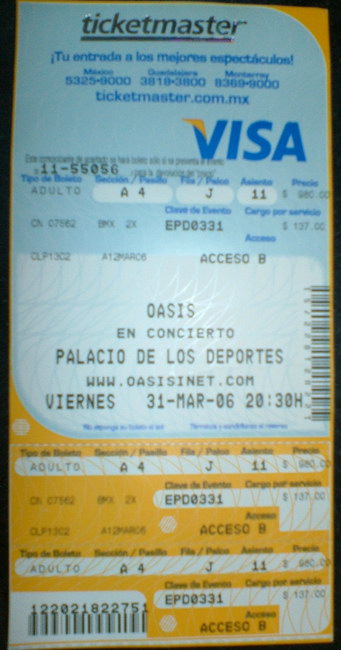 ticketmaster
¡Tu entrada a los mejores espectáculos!
México Guadalajara Monterrey
5325-9000 3818-3800 8369-9000
ticketmaster.com.mx
VISA
11-55056
Tipo de Boleto Sección / Pasillo Fila / Palco Asiento Precio
ADULTO A 4 J 11 $ 980.00
Clave de Evento Cargo por servicio
CN 07562 BMX 2X EPD0331 $ 137.00
Acceso
CLP13C2 A12MAR06 ACCESO B
OASIS
EN CONCIERTO
PALACIO DE LOS DEPORTES
WWW.OASISINET.COM
VIERNES 31-MAR-06 20:30H
Tipo de Boleto Sección / Pasillo Fila / Palco Asiento Precio
ADULTO A 4 J 11 $ 980.00
Clave de Evento Cargo por servicio
CN 07562 BMX 2X EPD0331 $ 137.00
Acceso
CLP13C2 A12MAR06 ACCESO B
Tipo de Boleto Sección / Pasillo Fila / Palco Asiento Precio
ADULTO A 4 J 11 $ 980.00
Clave de Evento Cargo por servicio
EPD0331 $ 137.00
122021822751
Acceso
ACCESO B